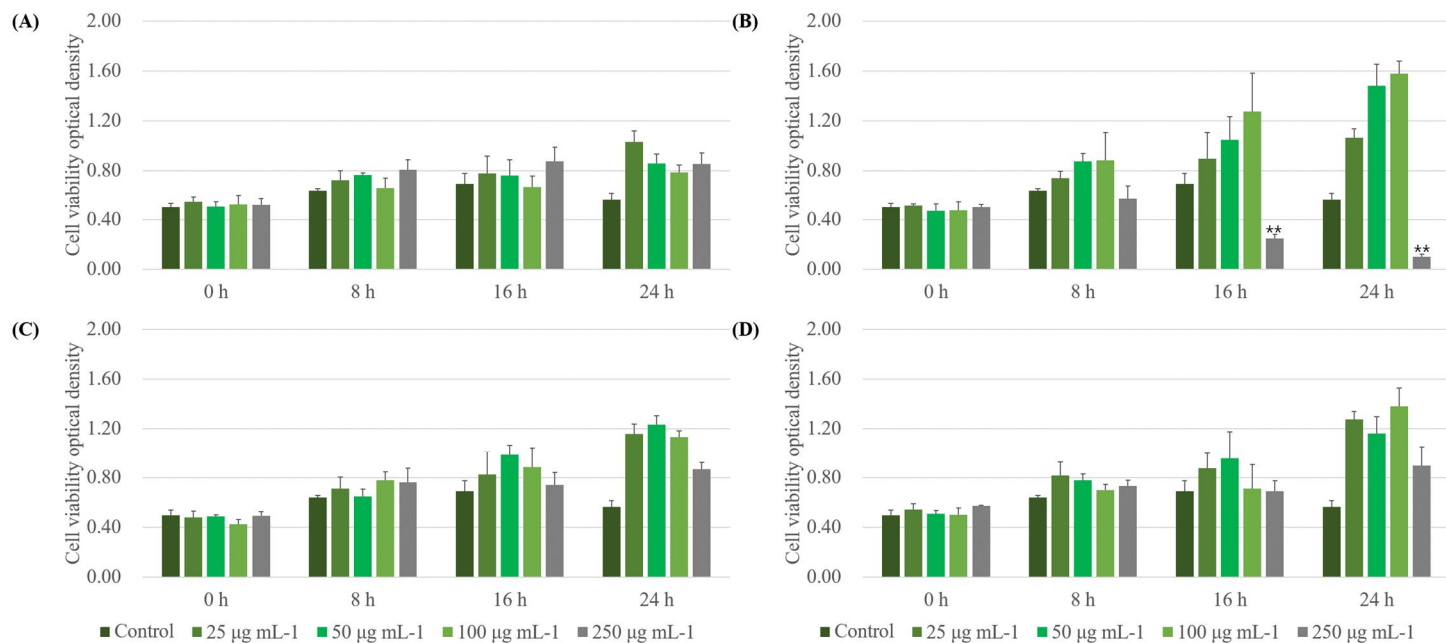 (A)
Cell viability optical density
2.00
1.60
1.20
0.80
0.40
0.00
0 h 8 h 16 h 24 h
(B)
Cell viability optical density
2.00
1.60
1.20
0.80
0.40
0.00
**
**
0 h 8 h 16 h 24 h
(C)
Cell viability optical density
2.00
1.60
1.20
0.80
0.40
0.00
0 h 8 h 16 h 24 h
Control 25 µg mL-1 50 µg mL-1 100 µg mL-1 250 µg mL-1
(D)
Cell viability optical density
2.00
1.60
1.20
0.80
0.40
0.00
0 h 8 h 16 h 24 h
Control 25 µg mL-1 50 µg mL-1 100 µg mL-1 250 µg mL-1